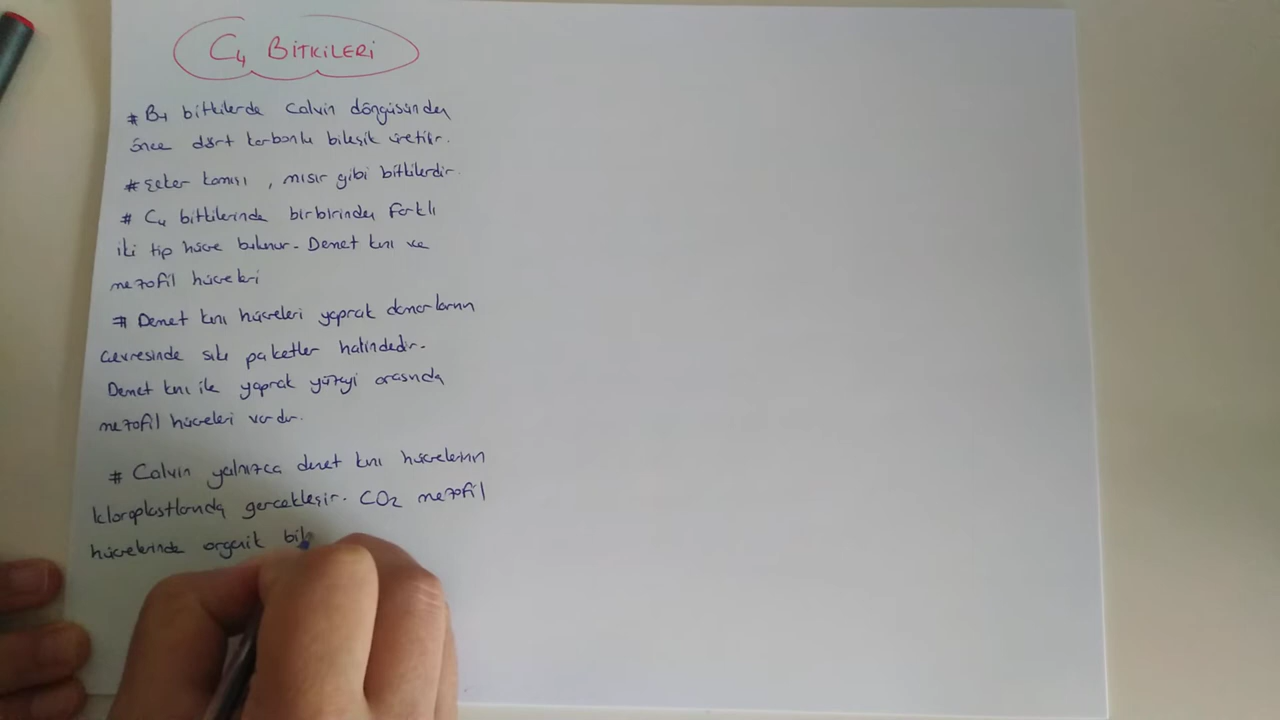 C4 BİTKİLERİ
# Bu bitkilerde Calvin döngüsünden
önce dört karbonlu bileşik üretilir.
# Şeker kamışı, mısır gibi bitkilerdir.
# C4 bitkilerinde birbirinden farklı
iki tip hücre bulunur. Demet kını ve
mezofil hücreleri
# Demet kını hücreleri yaprak damarlarının
çevresinde sıkı paketler halindedir.
Demet kını ile yaprak yüzeyi arasında
mezofil hücreleri vardır.
# Calvin yalnızca demet kını hücrelerinin
kloroplastlarında gerçekleşir. CO2 mezofil
hücrelerinde organik